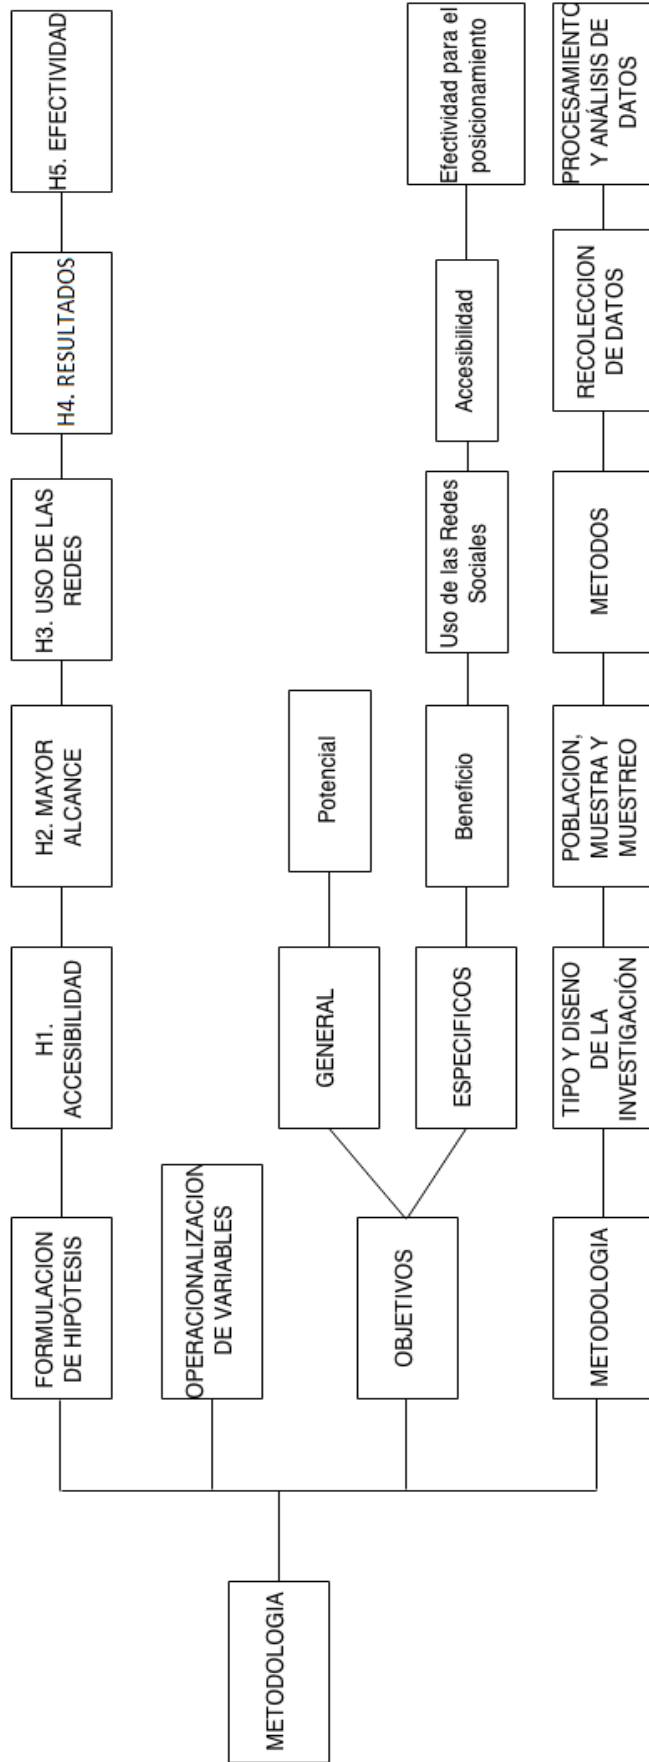 METODOLOGIA
FORMULACION
DE HIPÓTESIS
H1.
ACCESIBILIDAD
H2. MAYOR
ALCANCE
H3. USO DE LAS
REDES
H4. RESULTADOS
H5. EFECTIVIDAD
OPERACIONALIZACION
DE VARIABLES
OBJETIVOS
GENERAL
Potencial
ESPECIFICOS
Beneficio
Uso de las Redes
Sociales
Accesibilidad
Efectividad para el
posicionamiento
METODOLOGIA
TIPO Y DISENO
DE LA
INVESTIGACIÓN
POBLACION,
MUESTRA Y
MUESTREO
METODOS
RECOLECCION
DE DATOS
PROCESAMIENTO
Y ANÁLISIS DE
DATOS